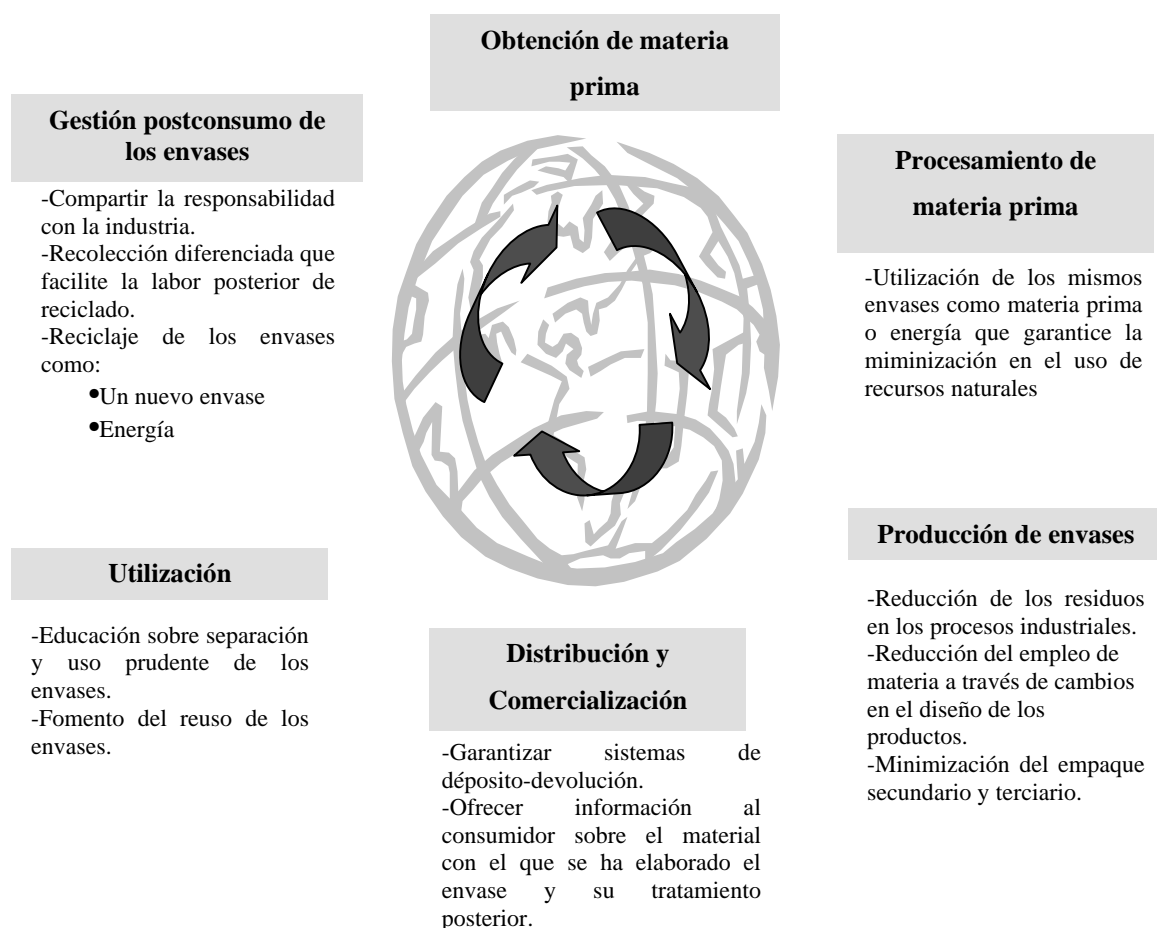 Obtención de materia
prima
Gestión postconsumo de
los envases
-Compartir la responsabilidad
con la industria.
-Recolección diferenciada que
facilite la labor posterior de
reciclado.
-Reciclaje de los envases
como:
•Un nuevo envase
•Energía
Procesamiento de
materia prima
-Utilización de los mismos
envases como materia prima
o energía que garantice la
miminización en el uso de
recursos naturales
Producción de envases
-Reducción de los residuos
en los procesos industriales.
-Reducción del empleo de
materia a través de cambios
en el diseño de los
productos.
-Minimización del empaque
secundario y terciario.
Utilización
-Educación sobre separación
y uso prudente de los
envases.
-Fomento del reuso de los
envases.
Distribución y
Comercialización
-Garantizar sistemas de
déposito-devolución.
-Ofrecer información al
consumidor sobre el material
con el que se ha elaborado el
envase y su tratamiento
posterior.